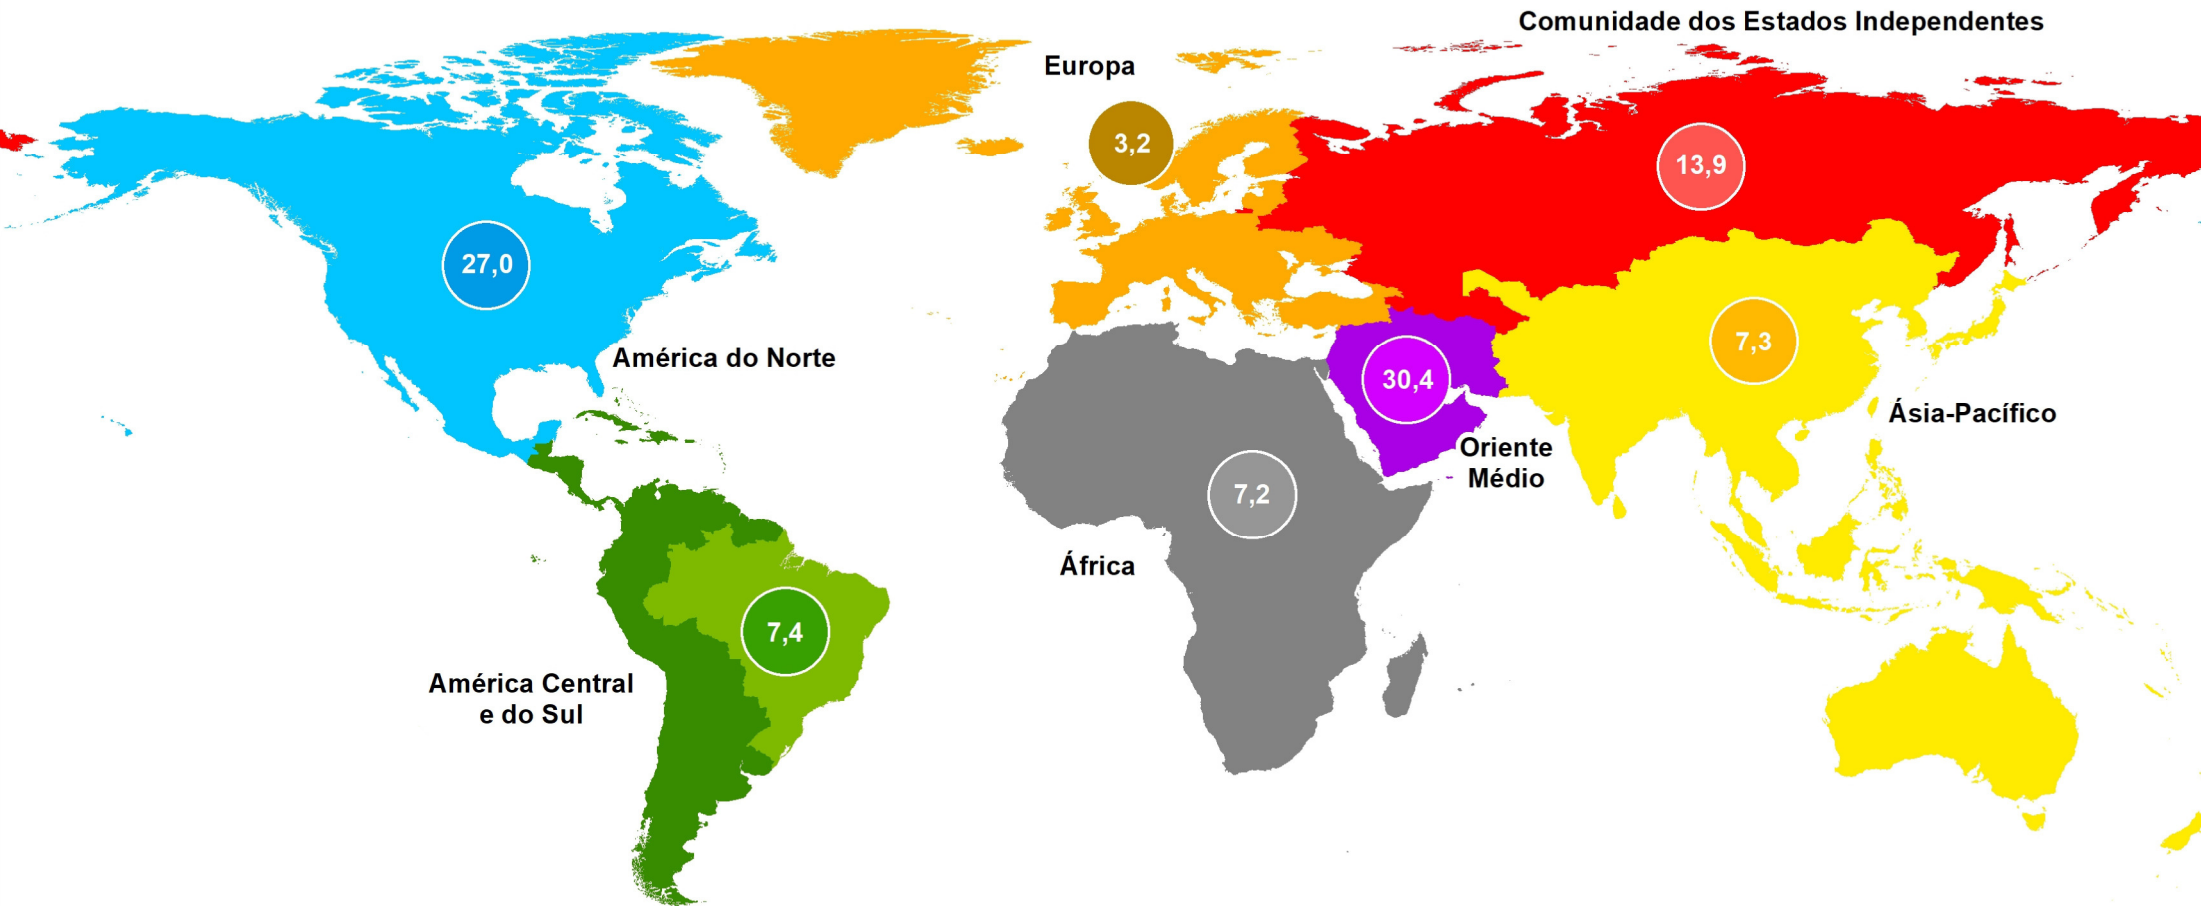 Comunidade dos Estados Independentes
Europa
3,2
13,9
27,0
América do Norte
7,3
30,4
Ásia-Pacífico
Oriente
Médio
7,2
África
7,4
América Central
e do Sul